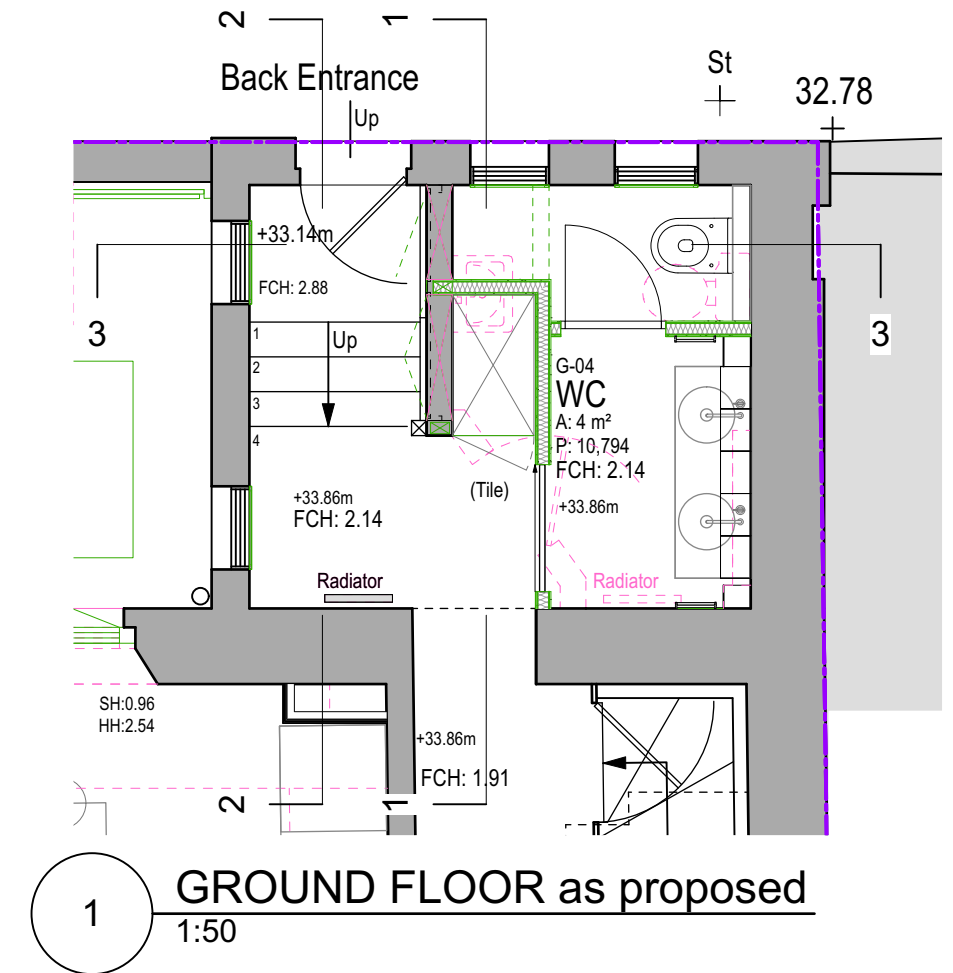 2
1
Back Entrance
Up
St
32.78
+33.14m
FCH: 2.88
3
3
1
Up
2
3
4
G-04
WC
A: 4 m²
P: 10,794
FCH: 2.14
+33.86m
(Tile)
+33.86m
FCH: 2.14
Radiator
Radiator
SH:0.96
HH:2.54
+33.86m
FCH: 1.91
2
1
1
GROUND FLOOR as proposed
1:50